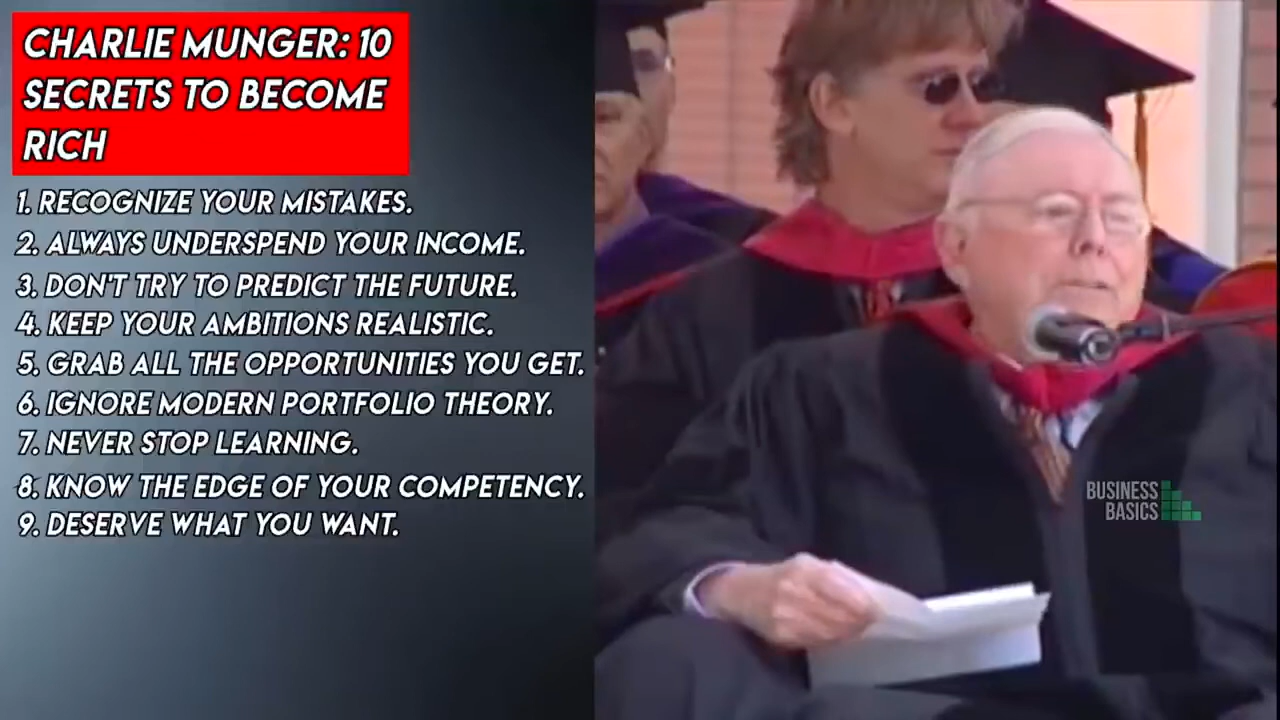 CHARLIE MUNGER: 10
SECRETS TO BECOME
RICH
1. RECOGNIZE YOUR MISTAKES.
2. ALWAYS UNDERSPEND YOUR INCOME.
3. DON'T TRY TO PREDICT THE FUTURE.
4. KEEP YOUR AMBITIONS REALISTIC.
5. GRAB ALL THE OPPORTUNITIES YOU GET.
6. IGNORE MODERN PORTFOLIO THEORY.
7. NEVER STOP LEARNING.
8. KNOW THE EDGE OF YOUR COMPETENCY.
9. DESERVE WHAT YOU WANT.
BUSINESS
BASICS